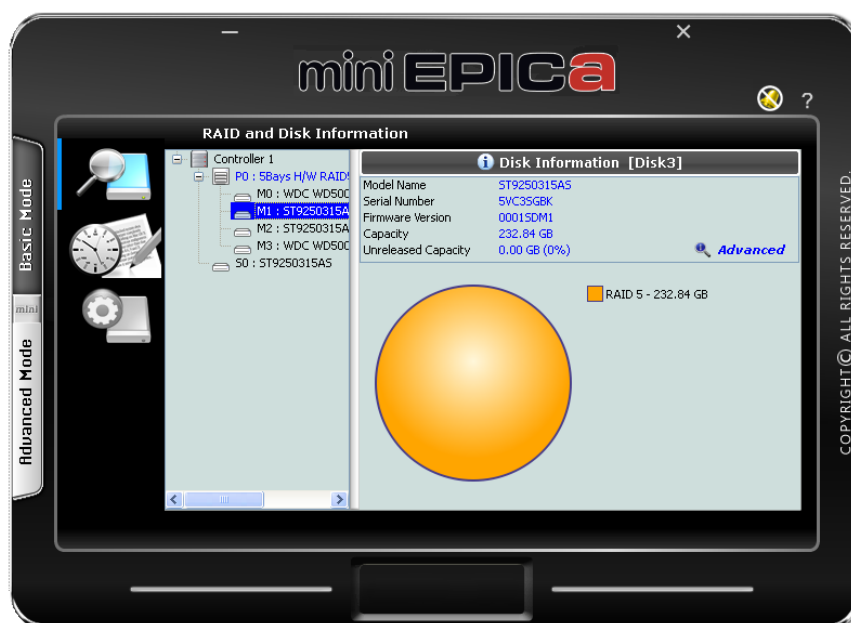 mini EPICa
?
RAID and Disk Information
Basic Mode
mini
Advanced Mode
Controller 1
P0 : 5Bays H/W RAID
M0 : WDC WD500
M1 : ST9250315A
M2 : ST9250315A
M3 : WDC WD500
S0 : ST9250315AS
Disk Information [Disk3]
Model Name ST9250315AS
Serial Number 5VC3SGBK
Firmware Version 0001SDM1
Capacity 232.84 GB
Unreleased Capacity 0.00 GB (0%)
Advanced
RAID 5 - 232.84 GB
COPYRIGHT © ALL RIGHTS RESERVED.